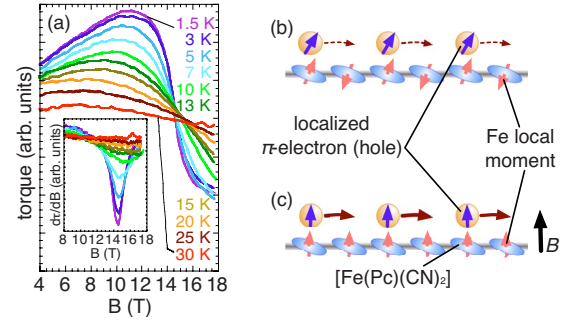 (a)
1.5 K
3 K
5 K
7 K
10 K
13 K
15 K
20 K
25 K
30 K
torque (arb. units)
4 6 8 10 12 14 16 18
B (T)
dτ/dB (arb. units)
8 10 12 14 16 18
B (T)
(b)
localized
π-electron (hole)
Fe local
moment
(c)
B
[Fe(Pc)(CN)₂]